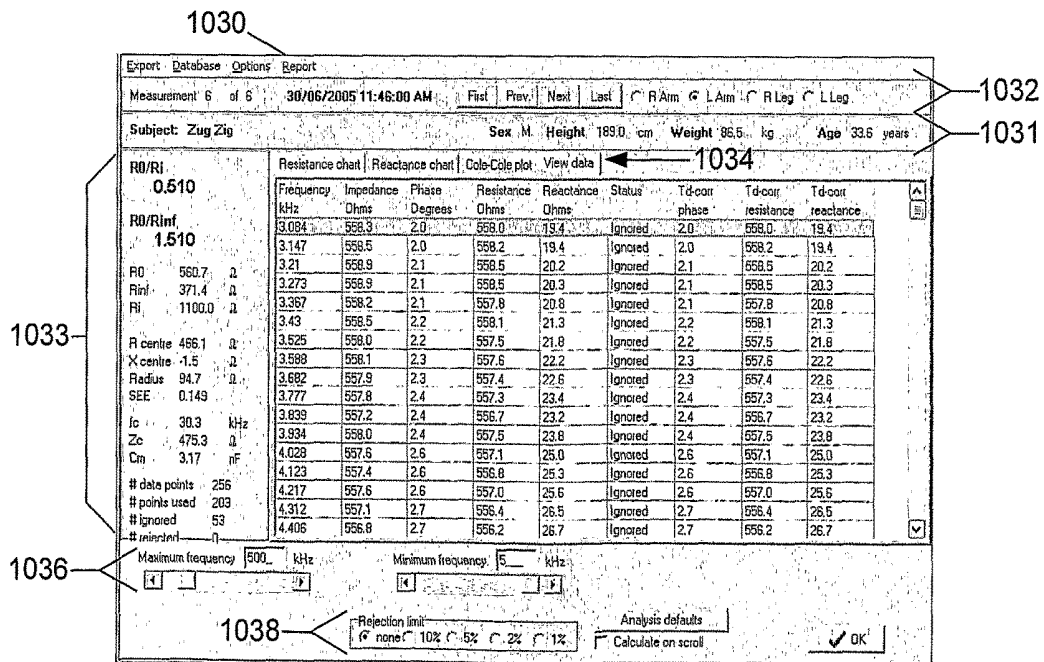 1030
Export Database Options Report
Measurement 6 of 6 30/06/2005 11:46:00 AM First Prev. Next Last R Arm L Arm R Leg L Leg
1032
Subject: Zug Zig Sex M Height 189.0 cm Weight 86.5 kg Age 33.6 years
1031
1033
R0/Ri
0.510
R0/Rinf
1.510
R0 560.7 Ω
Rinf 371.4 Ω
Ri 1100.0 Ω
R centre 466.1 Ω
X centre -1.5 Ω
Radius 94.7 Ω
SEE 0.149
fc 30.3 kHz
Zc 475.3 Ω
Cm 3.17 nF
# data points 256
# points used 203
# ignored 53
# rejected 0
Resistance chart Reactance chart Cole-Cole plot View data
1034
Frequency Impedance Phase Resistance Reactance Status Td-corr Td-corr Td-corr
kHz Ohms Degrees Ohms Ohms phase resistance reactance
3.084 558.3 2.0 558.0 19.4 Ignored 2.0 558.0 19.4
3.147 558.5 2.0 558.2 19.4 Ignored 2.0 558.2 19.4
3.21 558.9 2.1 558.5 20.2 Ignored 2.1 558.5 20.2
3.273 558.9 2.1 558.5 20.3 Ignored 2.1 558.5 20.3
3.367 558.2 2.1 557.8 20.8 Ignored 2.1 557.8 20.8
3.43 558.5 2.2 558.1 21.3 Ignored 2.2 558.1 21.3
3.525 558.0 2.2 557.5 21.8 Ignored 2.2 557.5 21.8
3.588 558.1 2.3 557.6 22.2 Ignored 2.3 557.6 22.2
3.682 557.9 2.3 557.4 22.6 Ignored 2.3 557.4 22.6
3.777 557.8 2.4 557.3 23.4 Ignored 2.4 557.3 23.4
3.839 557.2 2.4 556.7 23.2 Ignored 2.4 556.7 23.2
3.934 558.0 2.4 557.5 23.8 Ignored 2.4 557.5 23.8
4.028 557.6 2.6 557.1 25.0 Ignored 2.6 557.1 25.0
4.123 557.4 2.6 556.8 25.3 Ignored 2.6 556.8 25.3
4.217 557.6 2.6 557.0 25.6 Ignored 2.6 557.0 25.6
4.312 557.1 2.7 556.4 26.5 Ignored 2.7 556.4 26.5
4.406 556.8 2.7 556.2 26.7 Ignored 2.7 556.2 26.7
1036
Maximum frequency 500_ kHz Minimum frequency 5___ kHz
1038
Rejection limit
none 10% 5% 2% 1%
Analysis defaults
Calculate on scroll
OK